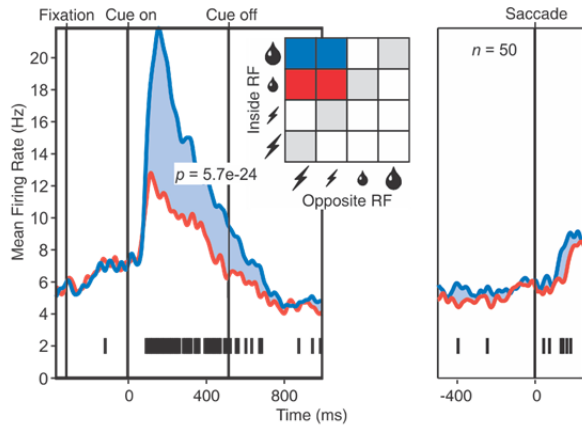 Fixation Cue on Cue off Saccade
20
18
16
14
12
10
8
6
4
2
0
Mean Firing Rate (Hz)
p = 5.7e-24
Inside RF
Opposite RF
n = 50
0 400 800
-400 0
Time (ms)